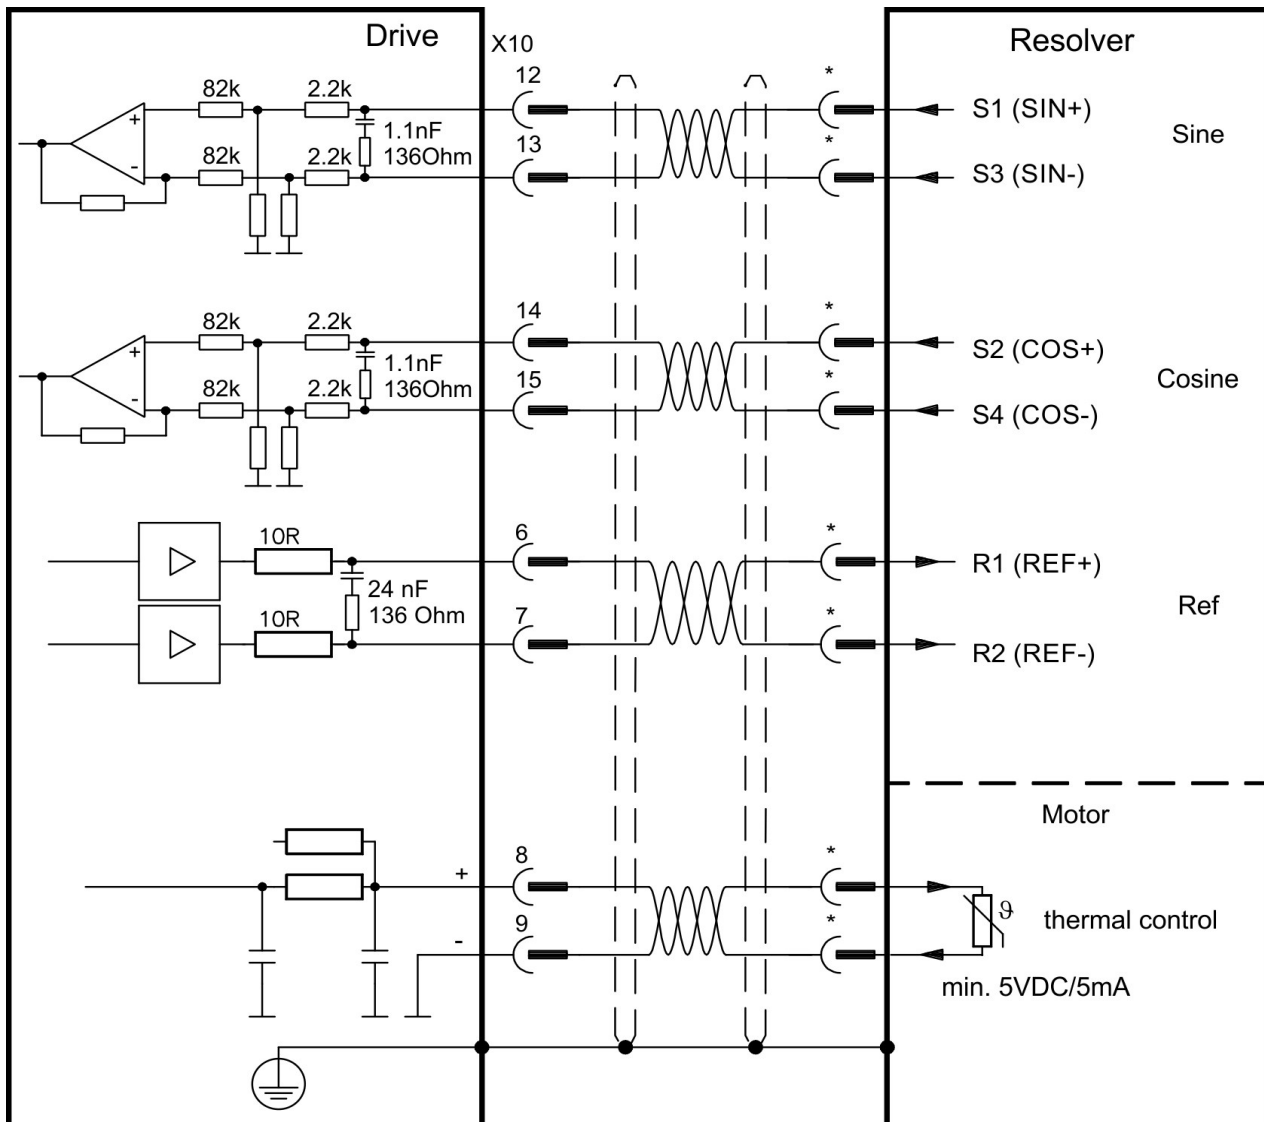 Drive
X10
Resolver
82k 2.2k
12
*
S1 (SIN+)
+
1.1nF
136Ohm
Sine
82k 2.2k
13
*
S3 (SIN-)
-
82k 2.2k
14
*
S2 (COS+)
+
1.1nF
136Ohm
Cosine
82k 2.2k
15
*
S4 (COS-)
-
10R
6
*
R1 (REF+)
24 nF
136 Ohm
Ref
10R
7
*
R2 (REF-)
Motor
8
*
+
9
*
-
ϑ
thermal control
min. 5VDC/5mA